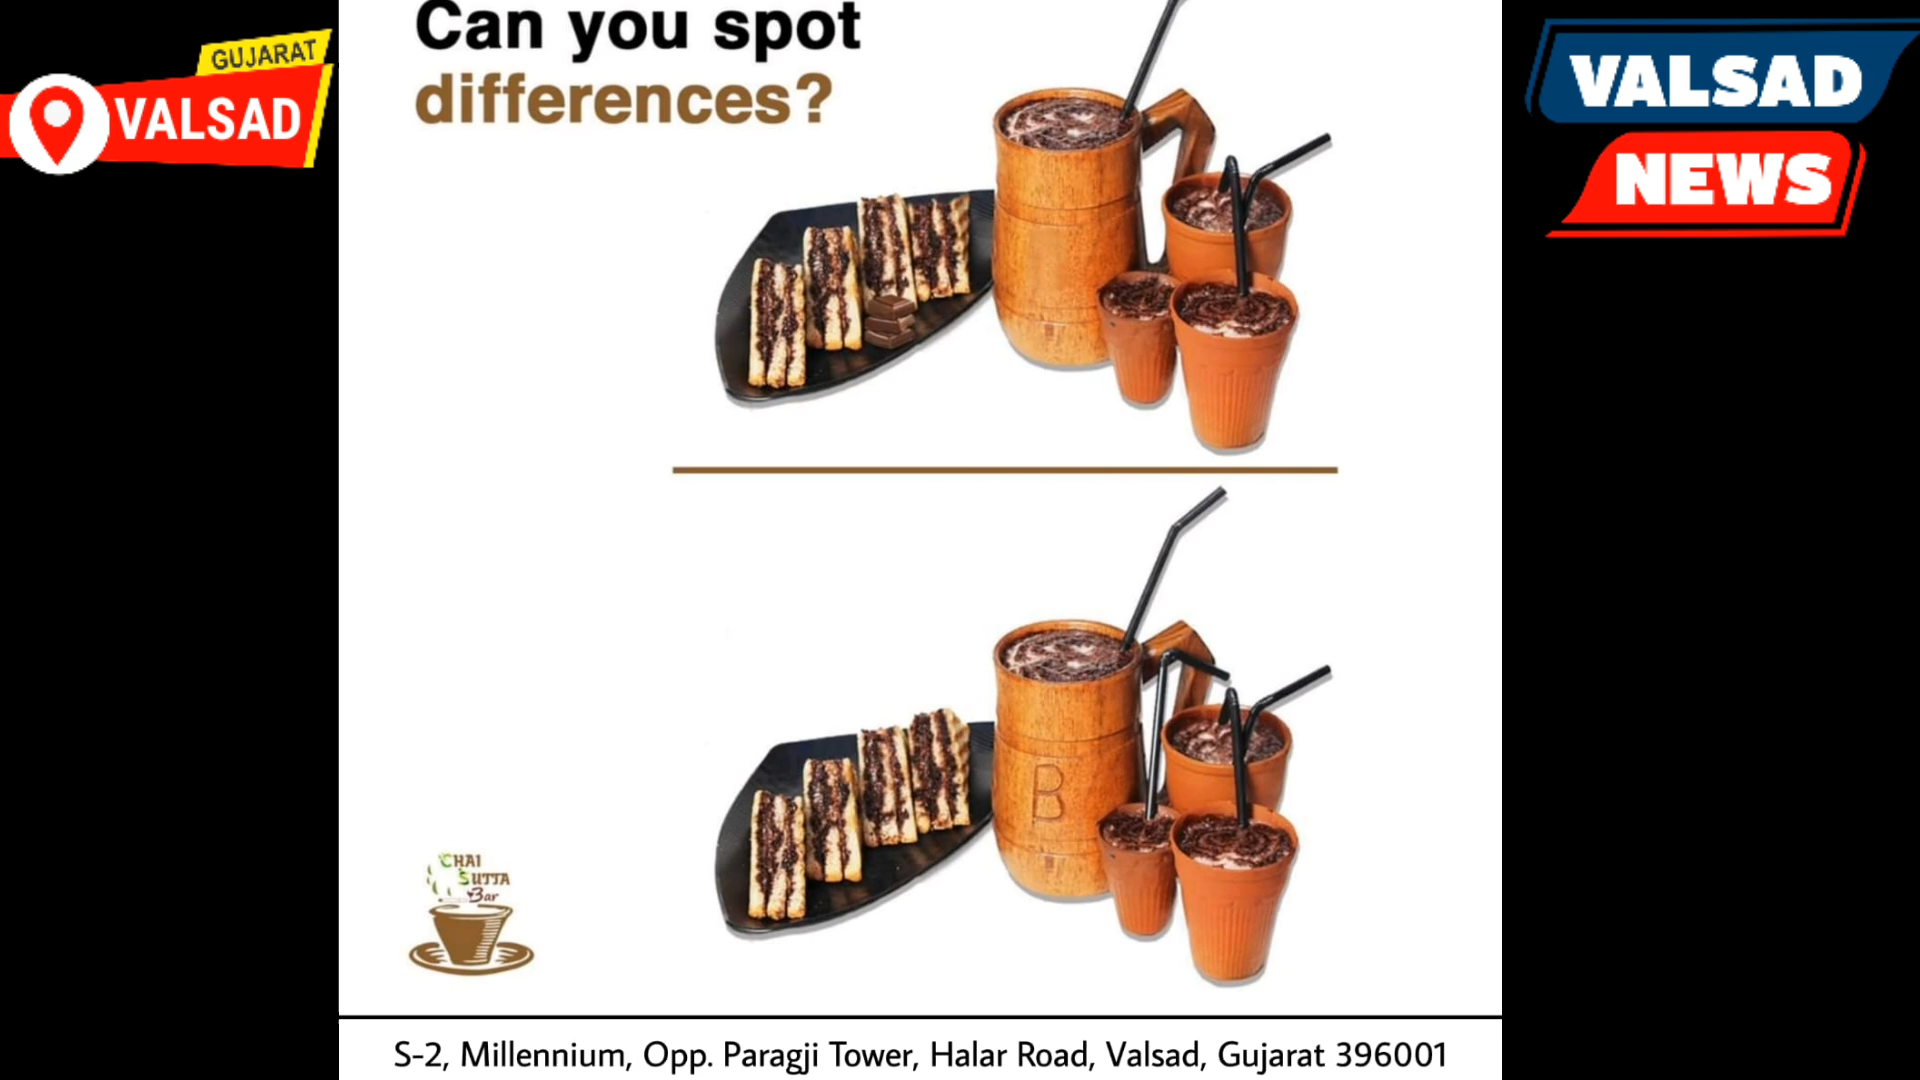 GUJARAT
VALSAD
Can you spot
differences?
VALSAD
NEWS
B
CHAI
SUTTA
Bar
S-2, Millennium, Opp. Paragji Tower, Halar Road, Valsad, Gujarat 396001